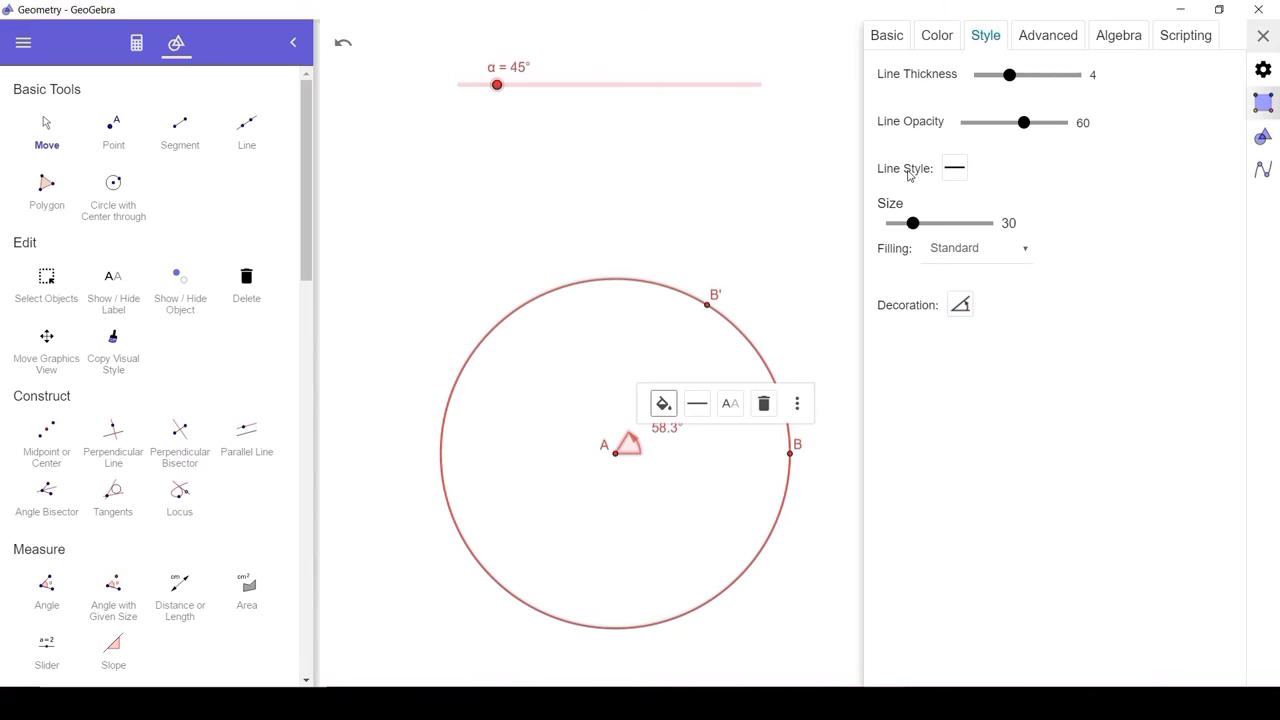 Geometry - GeoGebra
Basic Tools
Move
Point
Segment
Line
Polygon
Circle with
Center through
Edit
Select Objects
AA
Show / Hide
Label
Show / Hide
Object
Delete
Move Graphics
View
Copy Visual
Style
Construct
Midpoint or
Center
Perpendicular
Line
Perpendicular
Bisector
Parallel Line
Angle Bisector
Tangents
Locus
Measure
Angle
Angle with
Given Size
cm
Distance or
Length
cm²
Area
a=2
Slider
Slope
α = 45°
B'
AA
58.3°
A
B
Basic
Color
Style
Advanced
Algebra
Scripting
Line Thickness
4
Line Opacity
60
Line Style:
Size
30
Filling:
Standard
Decoration: